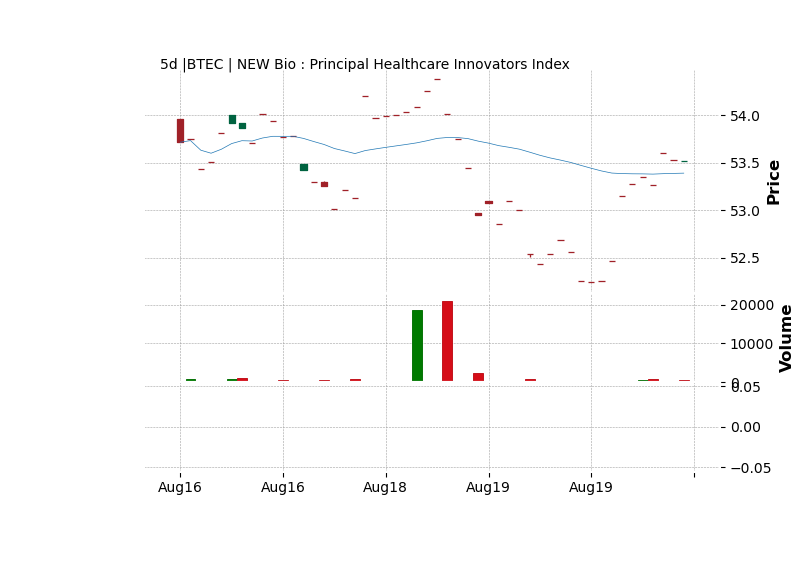 5d |BTEC | NEW Bio : Principal Healthcare Innovators Index
54.0
53.5
53.0
52.5
Price
20000
10000
0
Volume
0.05
0.00
−0.05
Aug16 Aug16 Aug18 Aug19 Aug19